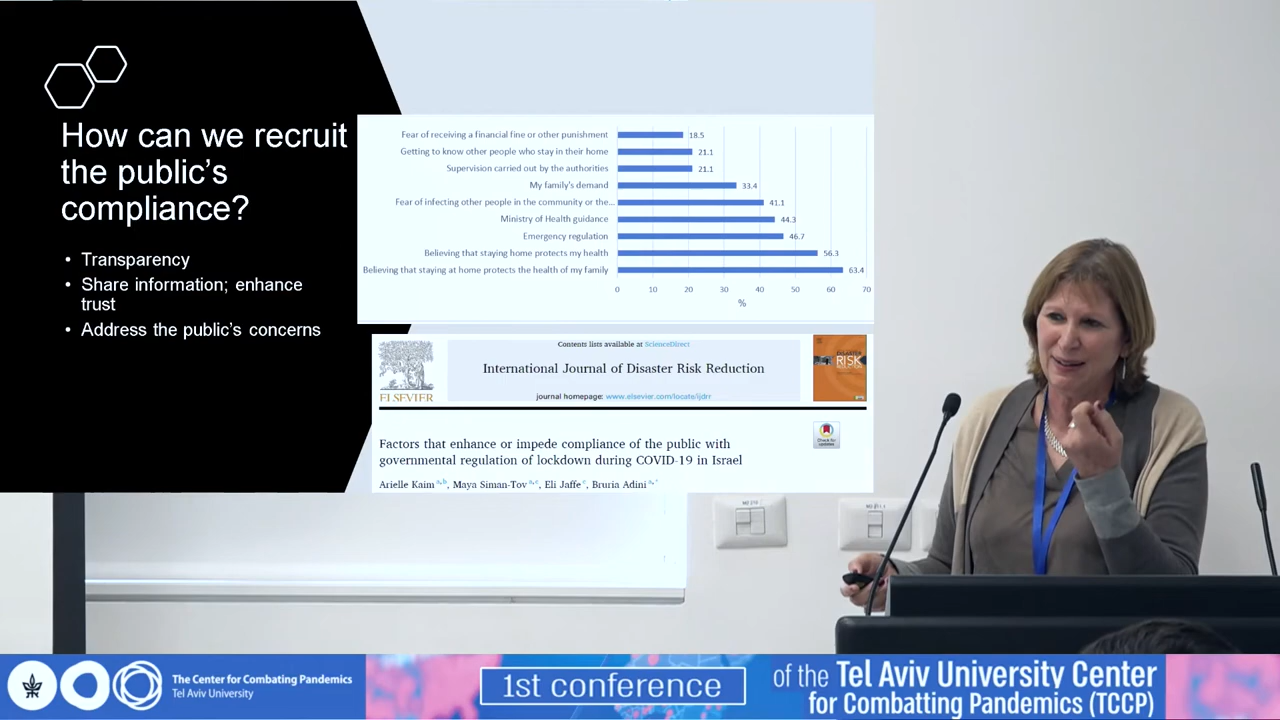 How can we recruit
the public's
compliance?
• Transparency
• Share information; enhance
trust
• Address the public's concerns
Fear of receiving a financial fine or other punishment 18.5
Getting to know other people who stay in their home 21.1
Supervision carried out by the authorities 21.1
My family's demand 33.4
Fear of infecting other people in the community or the... 41.1
Ministry of Health guidance 44.3
Emergency regulation 46.7
Believing that staying home protects my health 56.3
Believing that staying at home protects the health of my family 63.4
0 10 20 30 40 50 60 70
%
Contents lists available at ScienceDirect
International Journal of Disaster Risk Reduction
journal homepage: www.elsevier.com/locate/ijdrr
ELSEVIER
DISASTER
RISK
REDUCTION
Check for
updates
Factors that enhance or impede compliance of the public with
governmental regulation of lockdown during COVID-19 in Israel
Arielle Kaim a,b, Maya Siman-Tov a,c, Eli Jaffe c, Bruria Adini a,*
The Center for Combating Pandemics
Tel Aviv University
1st conference
of the Tel Aviv University Center
for Combatting Pandemics (TCCP)